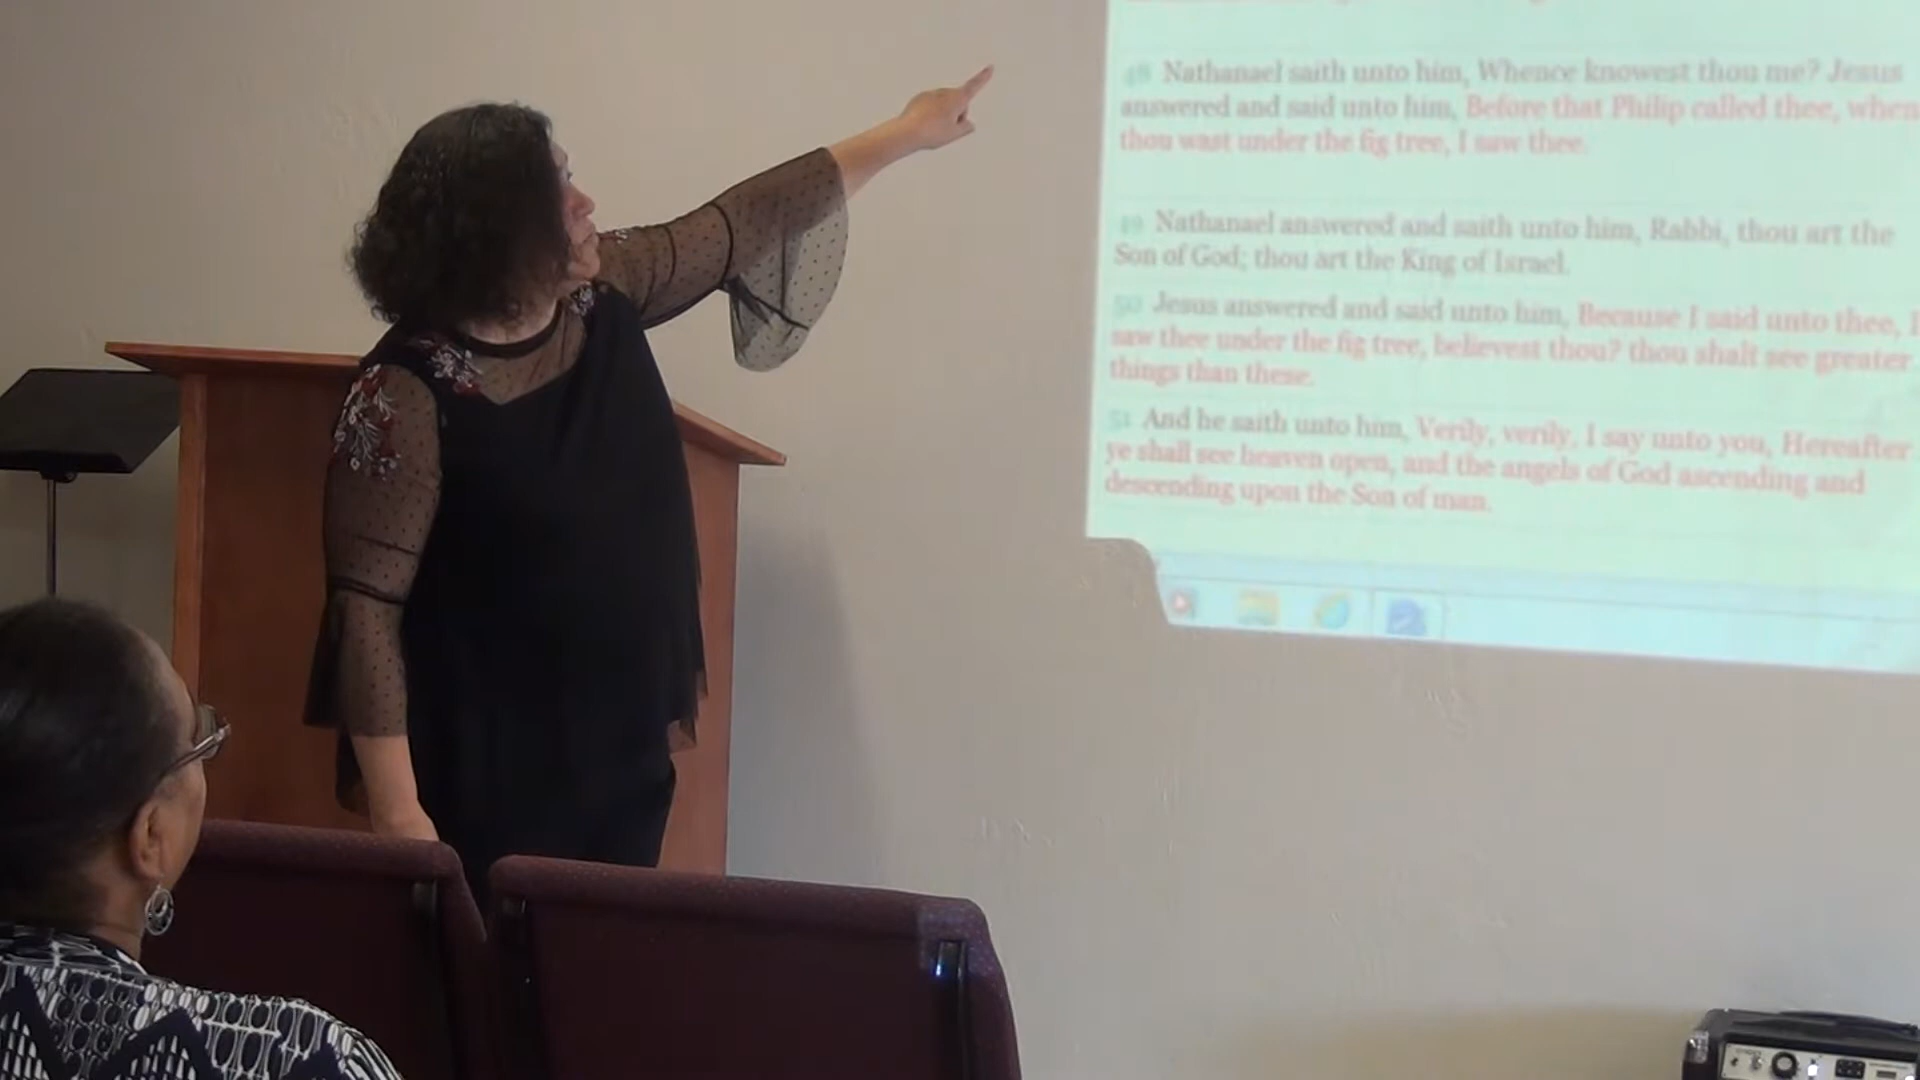 48 Nathanael saith unto him, Whence knowest thou me? Jesus
answered and said unto him, Before that Philip called thee, when
thou wast under the fig tree, I saw thee.
49 Nathanael answered and saith unto him, Rabbi, thou art the
Son of God; thou art the King of Israel.
50 Jesus answered and said unto him, Because I said unto thee, I
saw thee under the fig tree, believest thou? thou shalt see greater
things than these.
51 And he saith unto him, Verily, verily, I say unto you, Hereafter
ye shall see heaven open, and the angels of God ascending and
descending upon the Son of man.